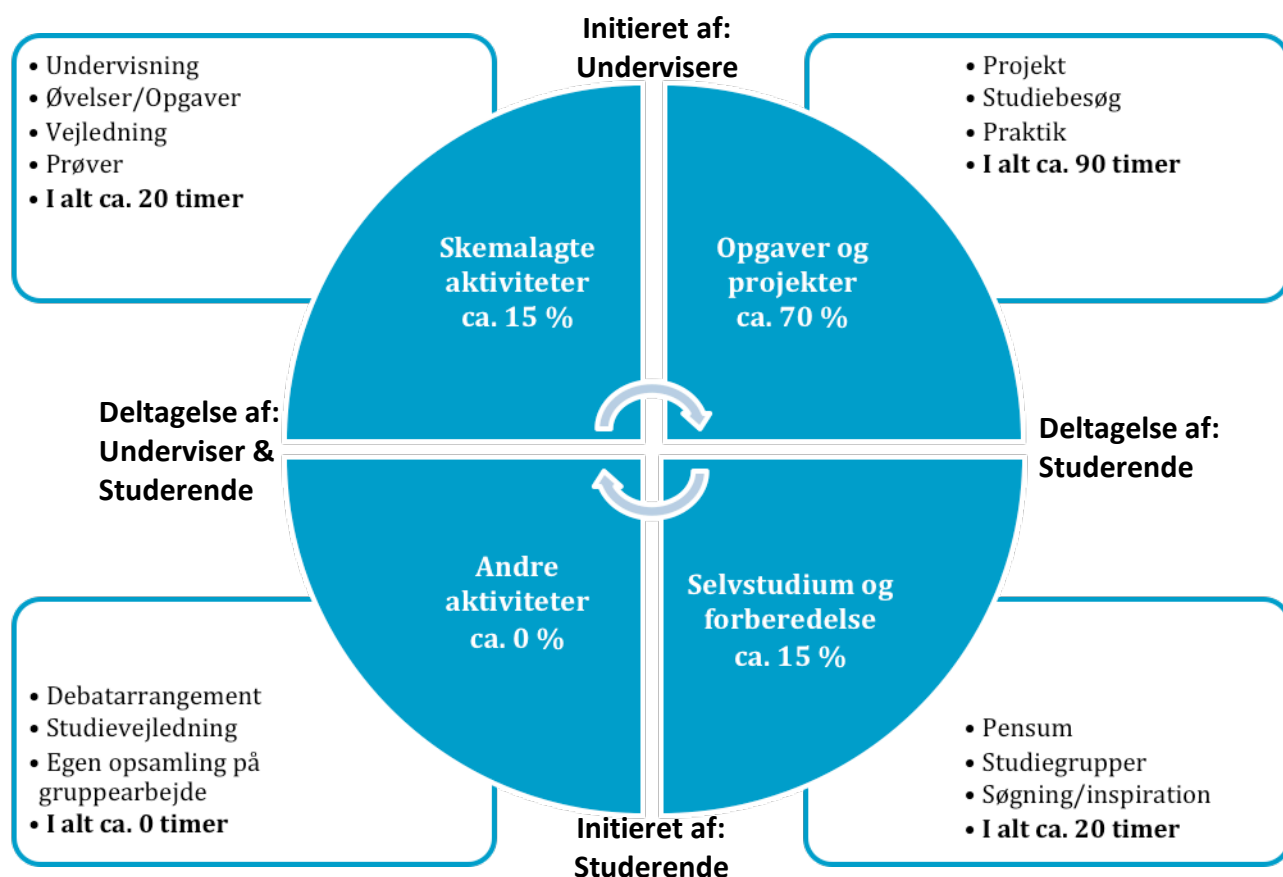 Initieret af:
Undervisere
• Undervisning
• Øvelser/Opgaver
• Vejledning
• Prøver
• I alt ca. 20 timer
• Projekt
• Studiebesøg
• Praktik
• I alt ca. 90 timer
Skemalagte
aktiviteter
ca. 15 %
Opgaver og
projekter
ca. 70 %
Deltagelse af:
Underviser &
Studerende
Deltagelse af:
Studerende
Andre
aktiviteter
ca. 0 %
Selvstudium og
forberedelse
ca. 15 %
• Debatarrangement
• Studievejledning
• Egen opsamling på
gruppearbejde
• I alt ca. 0 timer
• Pensum
• Studiegrupper
• Søgning/inspiration
• I alt ca. 20 timer
Initieret af:
Studerende